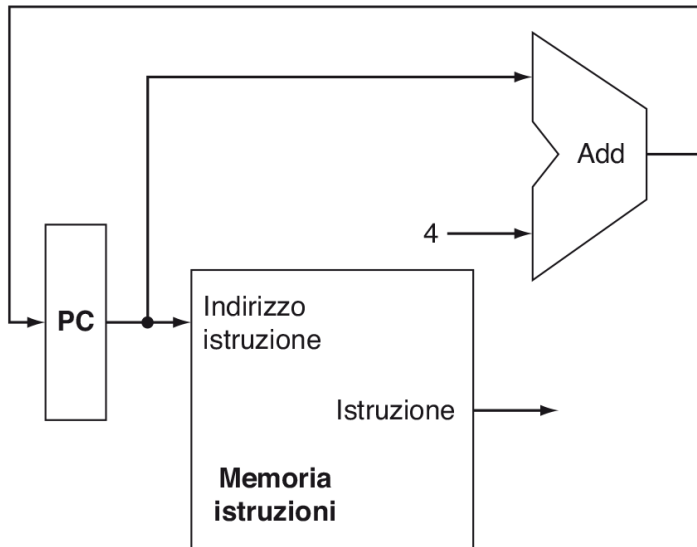 Add
4
PC
Indirizzo
istruzione
Istruzione
Memoria
istruzioni